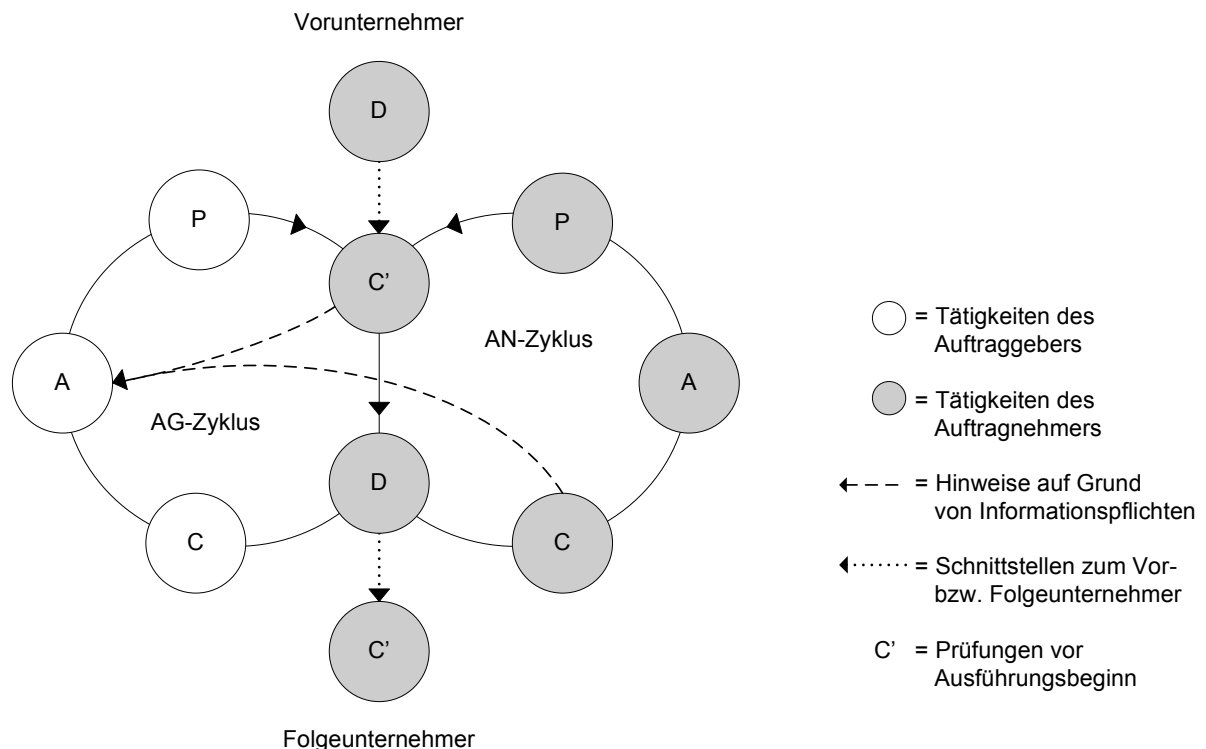 Vorunternehmer
D
P
P
C’
AN-Zyklus
A
A
AG-Zyklus
D
C
C
C’
Folgeunternehmer
= Tätigkeiten des
Auftraggebers
= Tätigkeiten des
Auftragnehmers
= Hinweise auf Grund
von Informationspflichten
= Schnittstellen zum Vor-
bzw. Folgeunternehmer
C’ = Prüfungen vor
Ausführungsbeginn